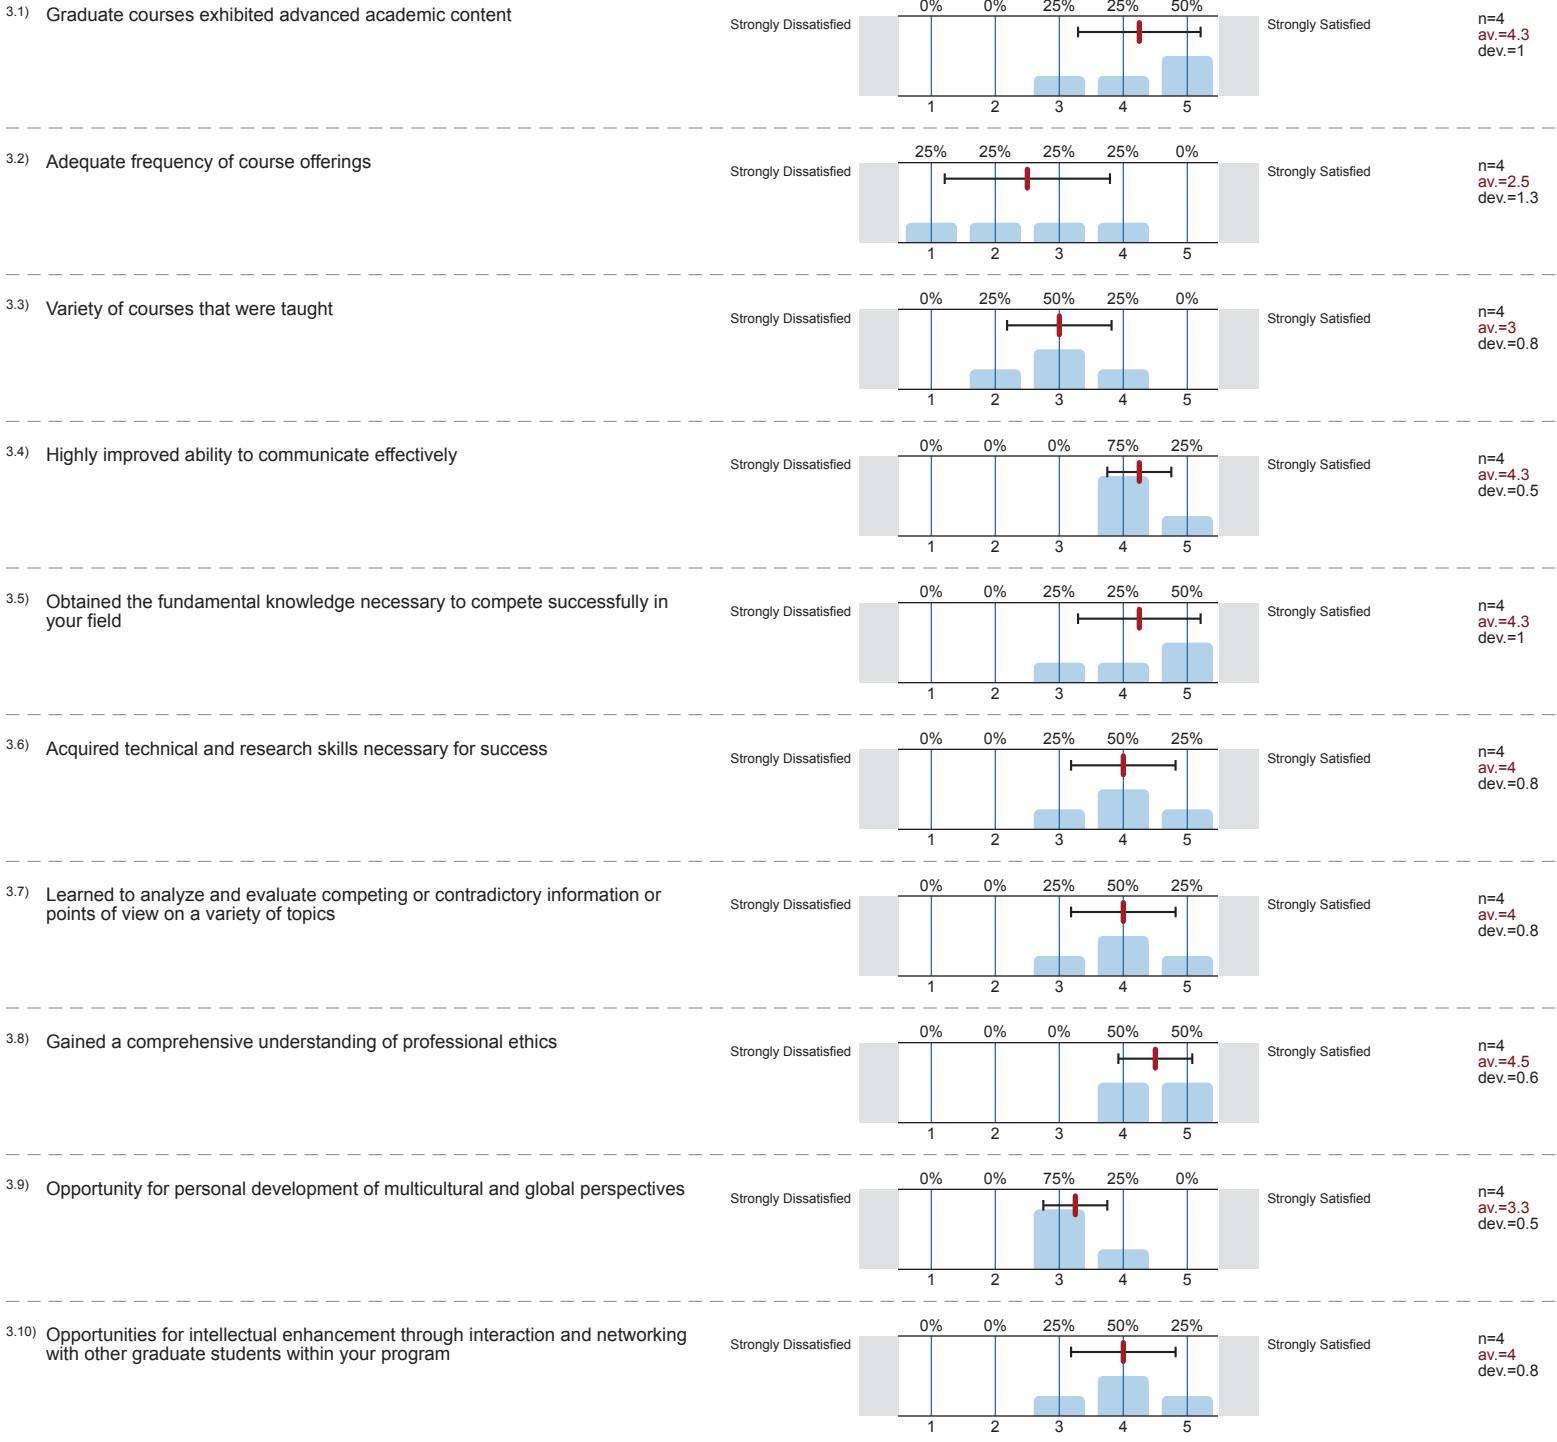 3.1) Graduate courses exhibited advanced academic content
0% 0% 25% 25% 50%
Strongly Dissatisfied Strongly Satisfied
n=4
av.=4.3
dev.=1
1 2 3 4 5
3.2) Adequate frequency of course offerings
25% 25% 25% 25% 0%
Strongly Dissatisfied Strongly Satisfied
n=4
av.=2.5
dev.=1.3
1 2 3 4 5
3.3) Variety of courses that were taught
0% 25% 50% 25% 0%
Strongly Dissatisfied Strongly Satisfied
n=4
av.=3
dev.=0.8
1 2 3 4 5
3.4) Highly improved ability to communicate effectively
0% 0% 0% 75% 25%
Strongly Dissatisfied Strongly Satisfied
n=4
av.=4.3
dev.=0.5
1 2 3 4 5
3.5) Obtained the fundamental knowledge necessary to compete successfully in
your field
0% 0% 25% 25% 50%
Strongly Dissatisfied Strongly Satisfied
n=4
av.=4.3
dev.=1
1 2 3 4 5
3.6) Acquired technical and research skills necessary for success
0% 0% 25% 50% 25%
Strongly Dissatisfied Strongly Satisfied
n=4
av.=4
dev.=0.8
1 2 3 4 5
3.7) Learned to analyze and evaluate competing or contradictory information or
points of view on a variety of topics
0% 0% 25% 50% 25%
Strongly Dissatisfied Strongly Satisfied
n=4
av.=4
dev.=0.8
1 2 3 4 5
3.8) Gained a comprehensive understanding of professional ethics
0% 0% 0% 50% 50%
Strongly Dissatisfied Strongly Satisfied
n=4
av.=4.5
dev.=0.6
1 2 3 4 5
3.9) Opportunity for personal development of multicultural and global perspectives
0% 0% 75% 25% 0%
Strongly Dissatisfied Strongly Satisfied
n=4
av.=3.3
dev.=0.5
1 2 3 4 5
3.10) Opportunities for intellectual enhancement through interaction and networking
with other graduate students within your program
0% 0% 25% 50% 25%
Strongly Dissatisfied Strongly Satisfied
n=4
av.=4
dev.=0.8
1 2 3 4 5